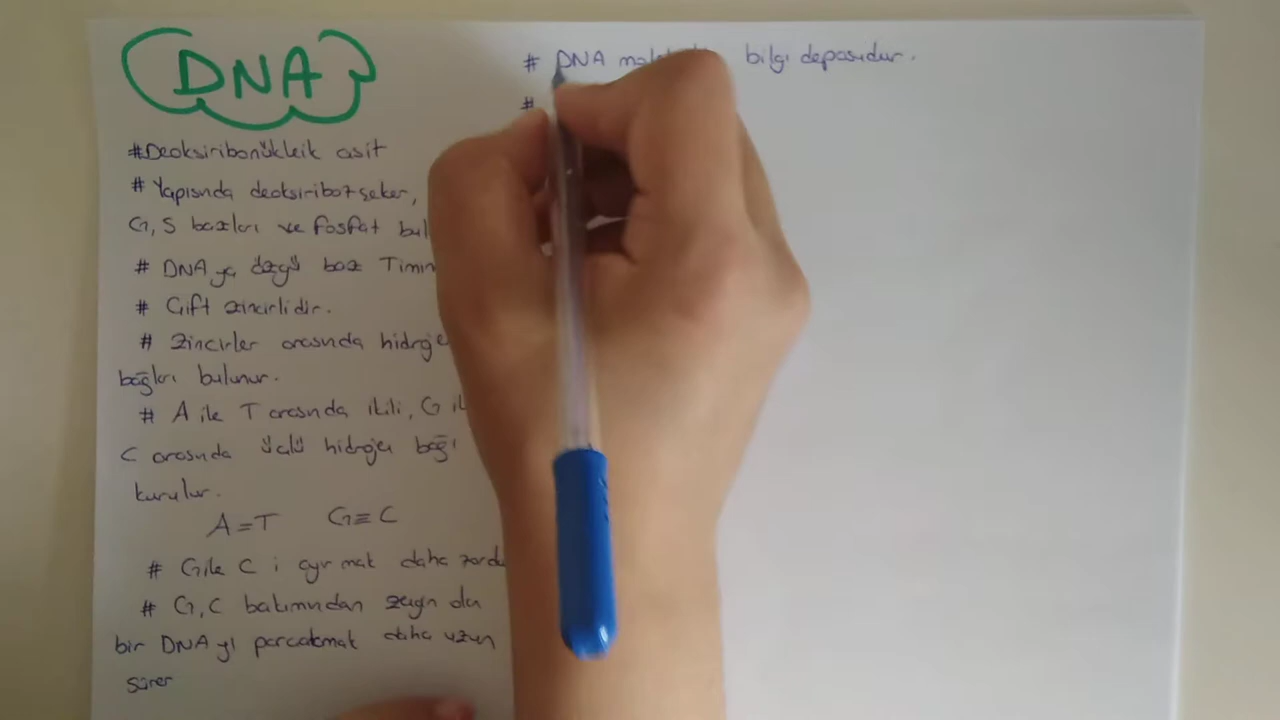 DNA
#Deoksiribonükleik asit
# Yapısında deoksiriboz şeker,
G, S bazları ve fosfat bul
# DNA ya özgü baz Timin
# Çift zincirlidir.
# Zincirler arasında hidroje
bağları bulunur.
# A ile T arasında ikili, G il
C arasında üçlü hidrojen bağı
kurulur.
A=T G≡C
# G ile C i ayırmak daha zordu
# G, C bakımından zengin olan
bir DNA yı parçalamak daha uzun
sürer
# DNA bilgi deposudur.
#